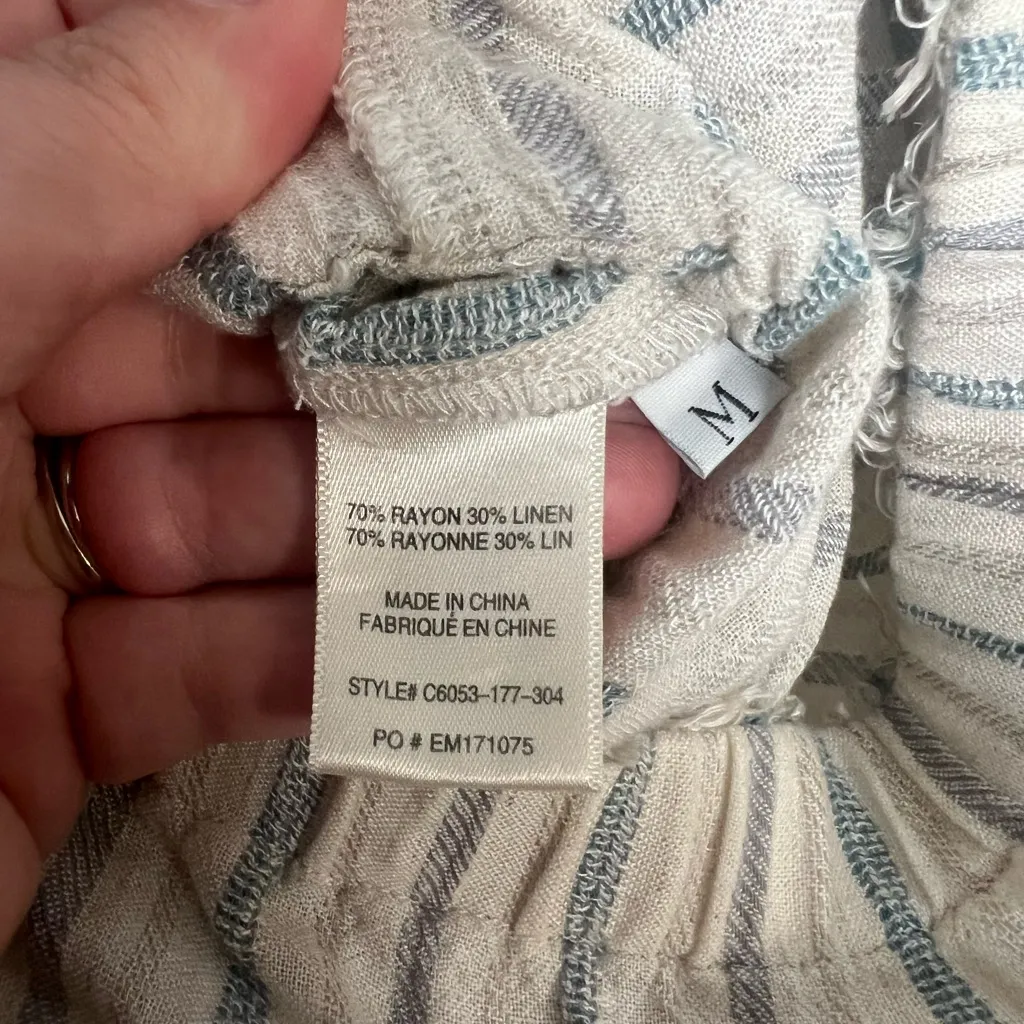 M
70% RAYON 30% LINEN
70% RAYONNE 30% LIN
MADE IN CHINA
FABRIQUÉ EN CHINE
STYLE# C6053-177-304
PO # EM171075